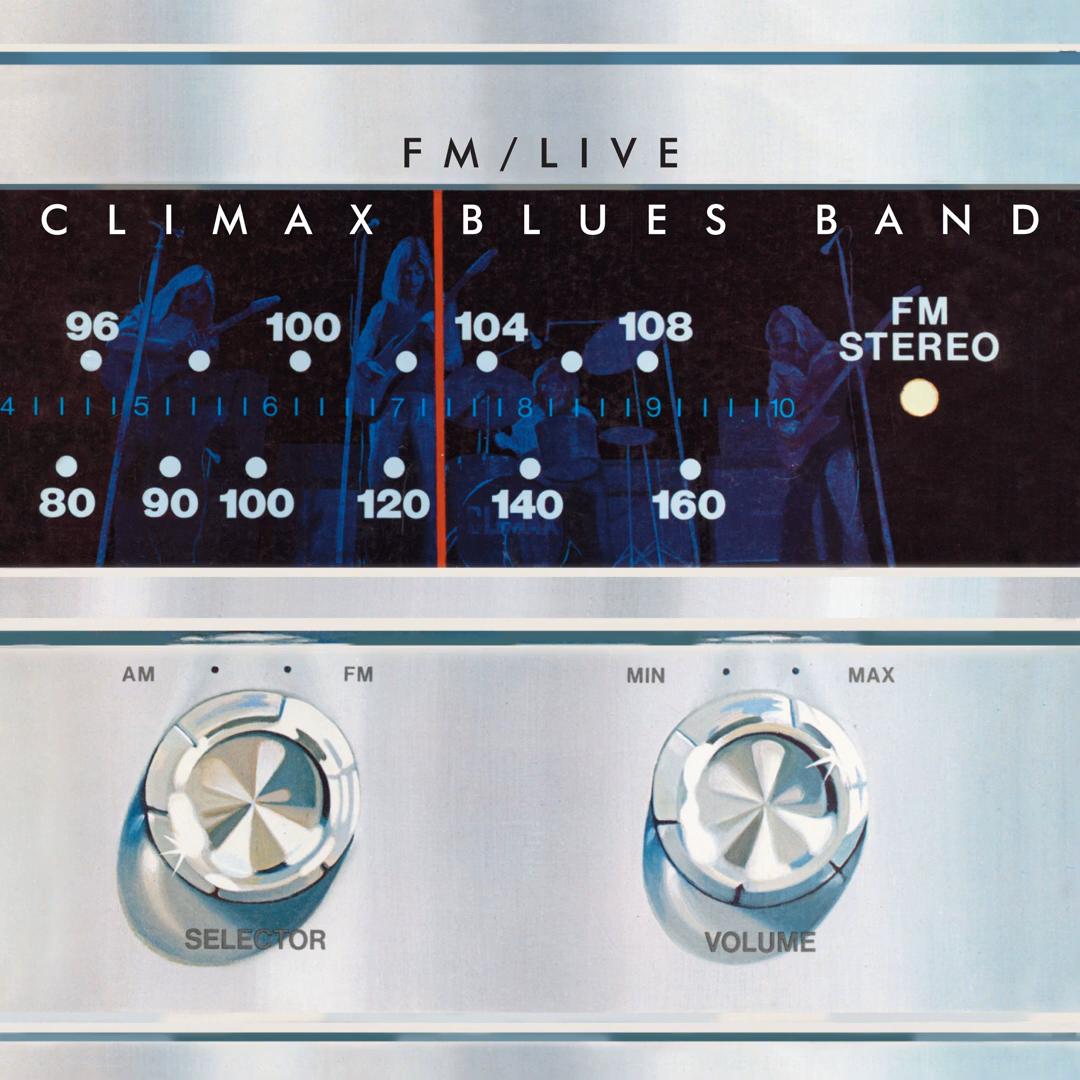 FM/LIVE
CLIMAX BLUES BAND
96 100 104 108
FM
STEREO
4 5 6 7 8 9 10
80 90 100 120 140 160
CLIMAX
AM FM
MIN MAX
SELECTOR
VOLUME